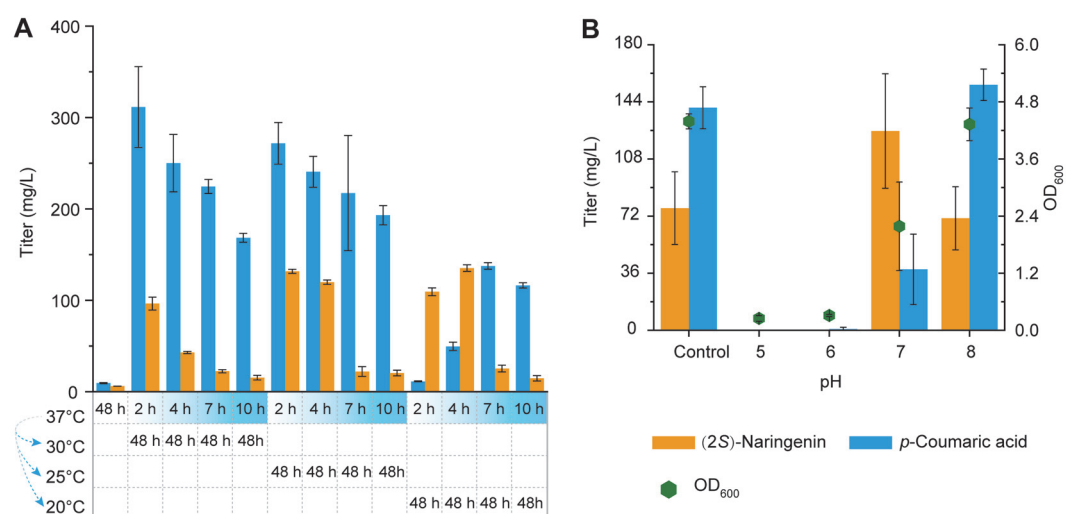 A
400
300
200
100
0
Titer (mg/L)
48 h 2 h 4 h 7 h 10 h 2 h 4 h 7 h 10 h 2 h 4 h 7 h 10 h
37°C
30°C 48 h 48 h 48 h 48h
25°C 48 h 48 h 48 h 48h
20°C 48 h 48 h 48 h 48h
B
180
144
108
72
36
0
Titer (mg/L)
6.0
4.8
3.6
2.4
1.2
0.0
OD600
Control 5 6 7 8
pH
(2S)-Naringenin p-Coumaric acid
OD600